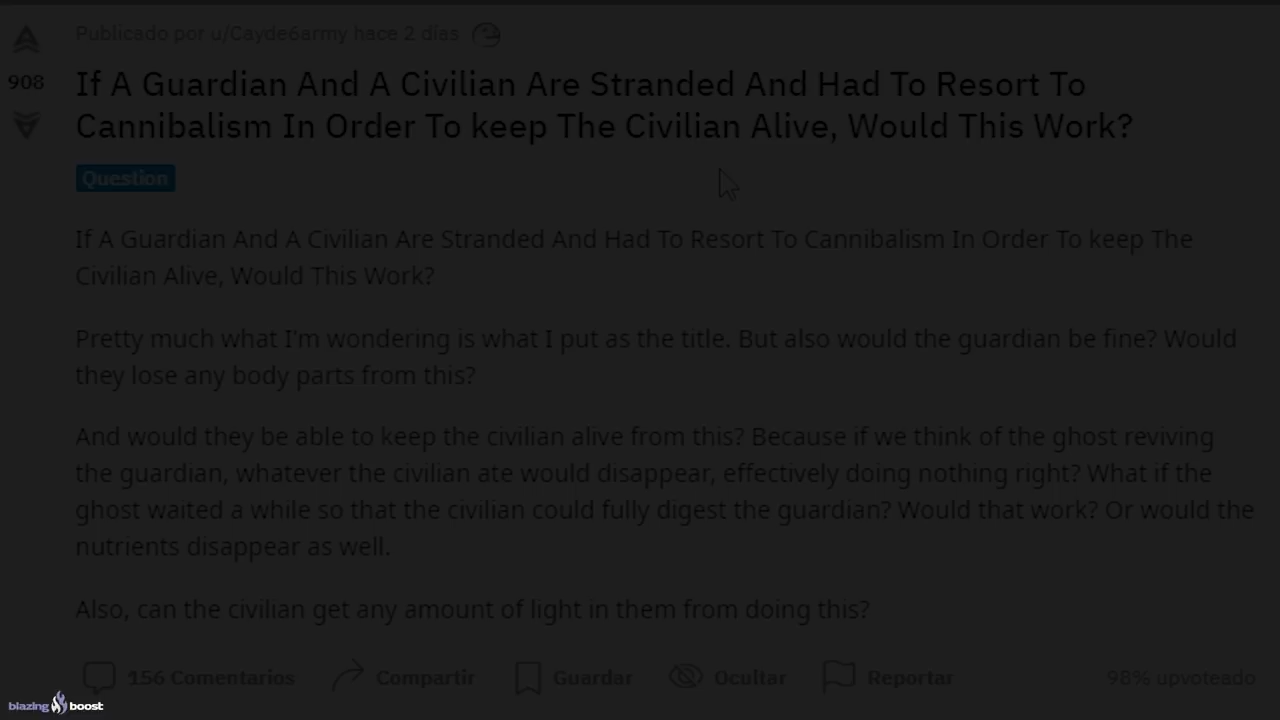 Publicado por u/Cayde6army hace 2 días
908
If A Guardian And A Civilian Are Stranded And Had To Resort To
Cannibalism In Order To keep The Civilian Alive, Would This Work?
Question
If A Guardian And A Civilian Are Stranded And Had To Resort To Cannibalism In Order To keep The
Civilian Alive, Would This Work?
Pretty much what I'm wondering is what I put as the title. But also would the guardian be fine? Would
they lose any body parts from this?
And would they be able to keep the civilian alive from this? Because if we think of the ghost reviving
the guardian, whatever the civilian ate would disappear, effectively doing nothing right? What if the
ghost waited a while so that the civilian could fully digest the guardian? Would that work? Or would the
nutrients disappear as well.
Also, can the civilian get any amount of light in them from doing this?
156 Comentarios Compartir Guardar Ocultar Reportar 98% upvoteado
blazing boost